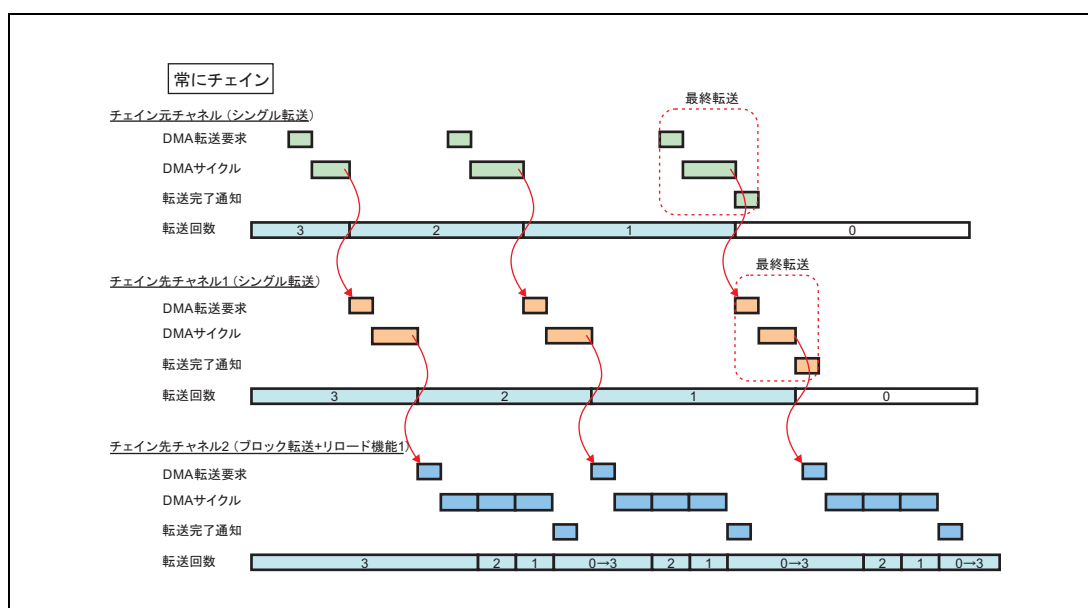 常にチェイン
最終転送
チェイン元チャネル (シングル転送)
DMA転送要求
DMAサイクル
転送完了通知
転送回数
3 2 1 0
最終転送
チェイン先チャネル1 (シングル転送)
DMA転送要求
DMAサイクル
転送完了通知
転送回数
3 2 1 0
チェイン先チャネル2 (ブロック転送+リロード機能1)
DMA転送要求
DMAサイクル
転送完了通知
転送回数
3 2 1 0→3 2 1 0→3 2 1 0→3